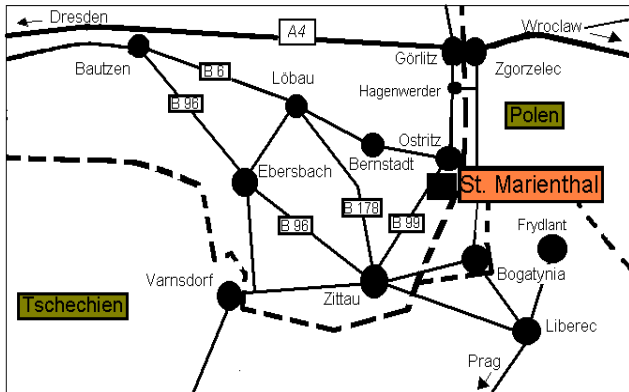 Dresden
A4
Wroclaw
Bautzen
B 6
Löbau
Görlitz
Zgorzelec
Hagenwerder
B 96
Polen
Ostritz
Bernstadt
Ebersbach
St. Marienthal
B 178
B 99
B 96
Frydlant
Varnsdorf
Bogatynia
Zittau
Tschechien
Liberec
Prag